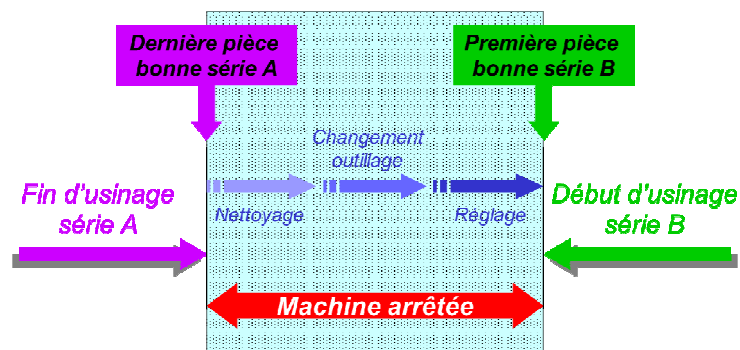 Dernière pièce
bonne série A
Première pièce
bonne série B
Changement
outillage
Nettoyage
Réglage
Fin d'usinage
série A
Début d'usinage
série B
Machine arrêtée